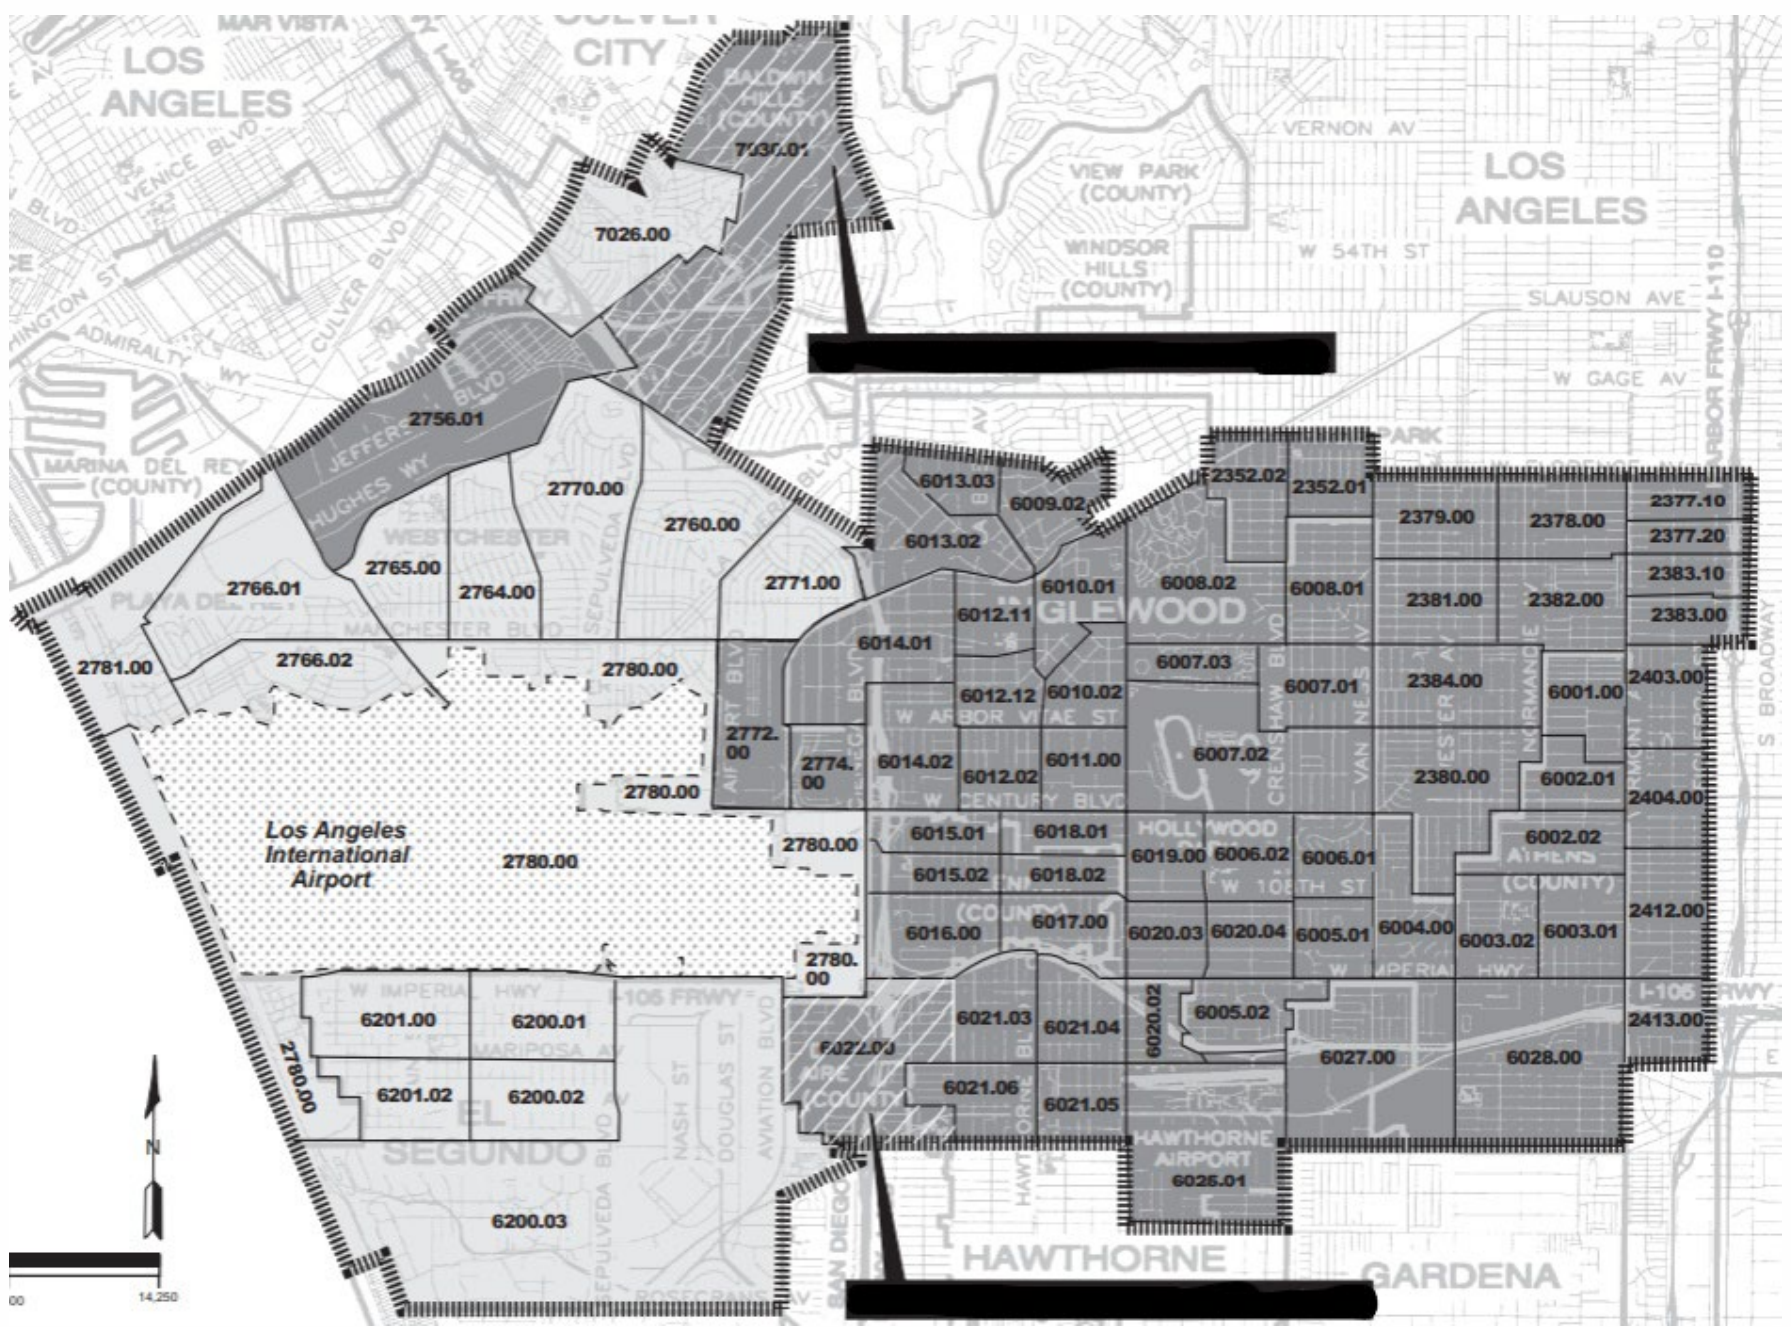 MAR VISTA
CULVER
CITY
LOS
ANGELES
I-405
VENICE BLVD
BALDWIN
HILLS
(COUNTY)
7030.01
VERNON AV
VIEW PARK
(COUNTY)
LOS
ANGELES
7026.00
WINDSOR
HILLS
(COUNTY)
W 54TH ST
CULVER BLVD
ADMIRALTY WY
SLAUSON AVE
W GAGE AV
I-110
2756.01
BLVD
HUGHES WY
MARINA DEL REY
(COUNTY)
PARK
2770.00
2760.00
WESTCHESTER
6013.03
6009.02
2352.02
2352.01
2377.10
2379.00
2378.00
2377.20
6013.02
2765.00
2764.00
2771.00
2766.01
PLAYA DEL REY
MANCHESTER BLVD
SEPULVEDA
6010.01
6008.02
6008.01
2383.10
2381.00
2382.00
2383.00
INGLEWOOD
6012.11
6014.01
2781.00
2766.02
2780.00
6007.03
6012.12
6010.02
6007.01
2384.00
6001.00
2403.00
W ARBOR VITAE ST
AIRPORT BLVD
CRENSHAW BLVD
VAN NESS AV
NORMANDIE
S BROADWAY
2772.
00
2774.
00
6014.02
6012.02
6011.00
6007.02
2380.00
6002.01
2404.00
2780.00
W CENTURY BLVD
Los Angeles
International
Airport
2780.00
2780.00
6015.01
6018.01
HOLLYWOOD
6019.00
6006.02
6006.01
6002.02
ATHENS
(COUNTY)
6015.02
6018.02
W 108TH ST
(COUNTY)
6016.00
6017.00
6020.03
6020.04
6005.01
6004.00
6003.02
6003.01
2412.00
2780.
00
W IMPERIAL HWY
W IMPERIAL HWY
I-105 FRWY
I-105
FRWY
6201.00
6200.01
MARIPOSA AV
2780.00
6201.02
6200.02
AV
EL
SEGUNDO
NASH ST
DOUGLAS ST
AVIATION BLVD
6022.00
6021.03
6021.04
6020.02
6005.02
6027.00
6028.00
2413.00
6021.06
6021.05
HAWTHORNE
AIRPORT
6025.01
N
6200.03
SEPULVEDA BLVD
SAN DIEGO
HAWTHORNE
GARDENA
ROSECRANS AV
14,250